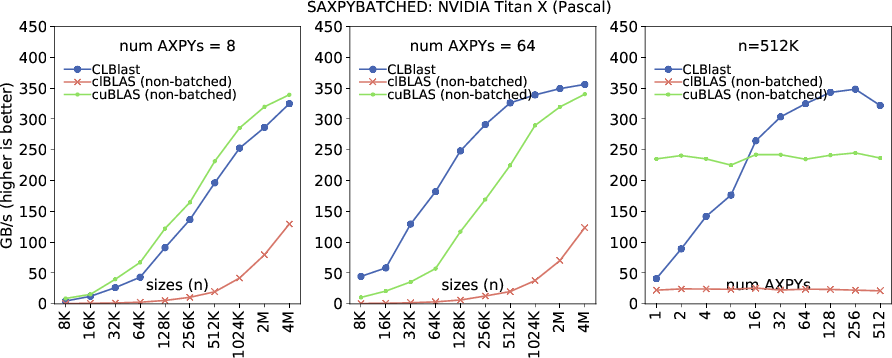 SAXPYBATCHED: NVIDIA Titan X (Pascal)
GB/s (higher is better)
450
400
350
300
250
200
150
100
50
0
num AXPYs = 8
CLBlast
clBLAS (non-batched)
cuBLAS (non-batched)
sizes (n)
8K
16K
32K
64K
128K
256K
512K
1024K
2M
4M
450
400
350
300
250
200
150
100
50
0
num AXPYs = 64
CLBlast
clBLAS (non-batched)
cuBLAS (non-batched)
sizes (n)
8K
16K
32K
64K
128K
256K
512K
1024K
2M
4M
450
400
350
300
250
200
150
100
50
0
n=512K
CLBlast
clBLAS (non-batched)
cuBLAS (non-batched)
num AXPYs
1
2
4
8
16
32
64
128
256
512